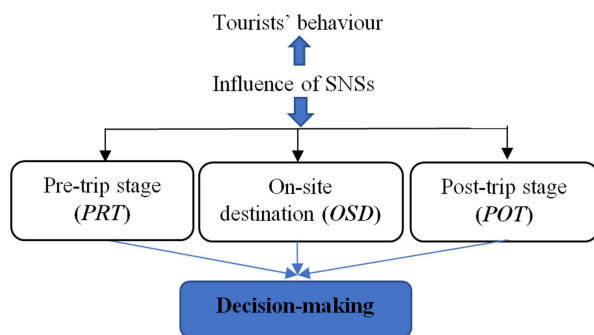 Tourists' behaviour
Influence of SNSs
Pre-trip stage
(PRT)
On-site
destination (OSD)
Post-trip stage
(POT)
Decision-making